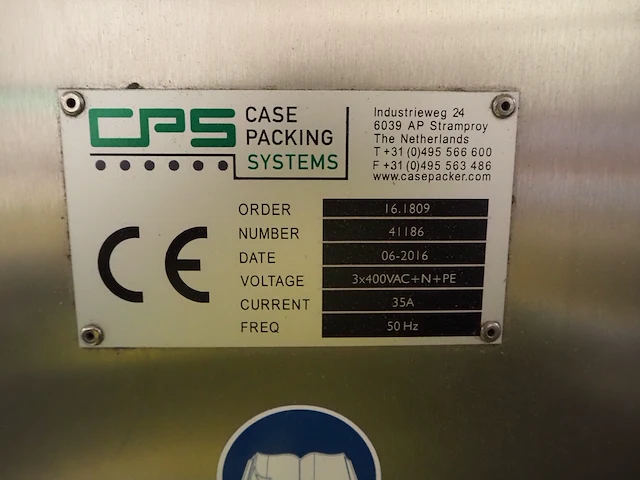 CPS
CASE
PACKING
SYSTEMS
Industrieweg 24
6039 AP Stramproy
The Netherlands
T +31 (0)495 566 600
F +31 (0)495 563 486
www.casepacker.com
CE
ORDER 16.1809
NUMBER 41186
DATE 06-2016
VOLTAGE 3x400VAC+N+PE
CURRENT 35A
FREQ 50 Hz